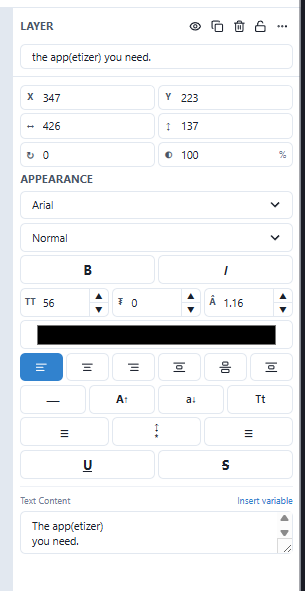 LAYER
the app(etizer) you need.
X 347 Y 223
↔ 426 ↕ 137
↻ 0 ◐ 100 %
APPEARANCE
Arial
Normal
B I
TT 56 ₮ 0 Â 1.16
— A↑ a↓ Tt
U S
Text Content Insert variable
The app(etizer)
you need.